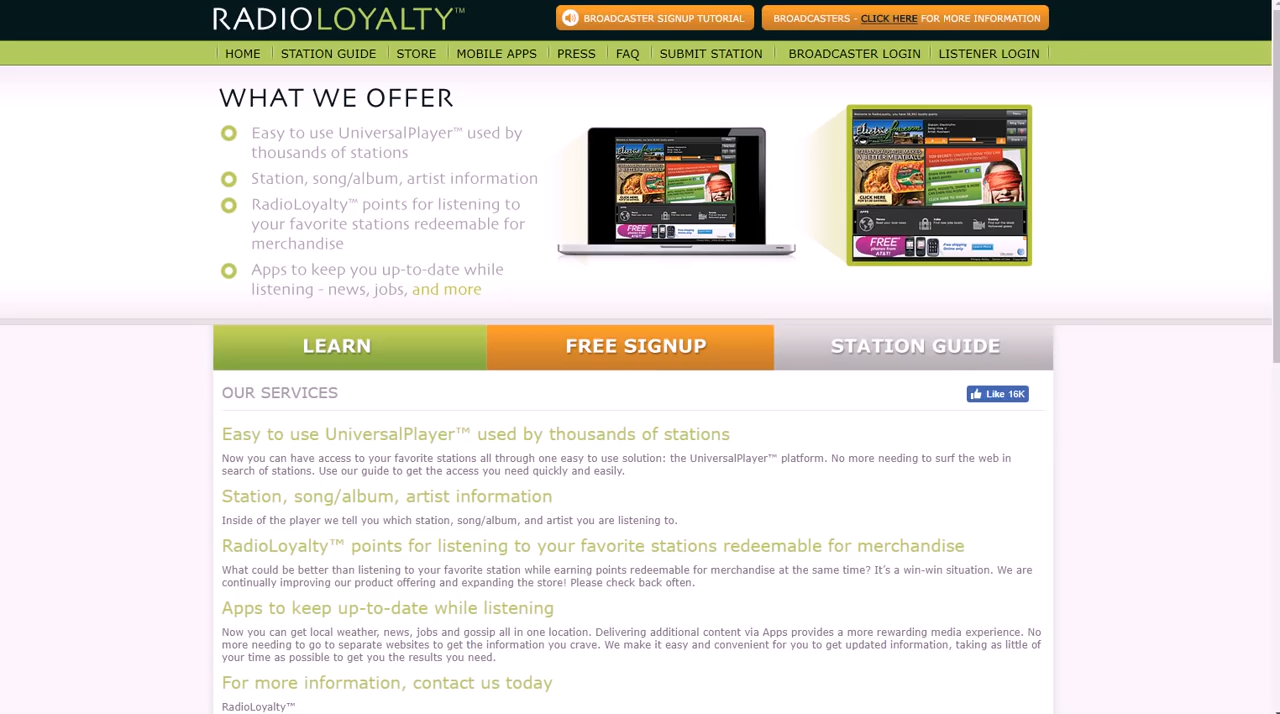 RADIOLOYALTY™
BROADCASTER SIGNUP TUTORIAL
BROADCASTERS - CLICK HERE FOR MORE INFORMATION
HOME
STATION GUIDE
STORE
MOBILE APPS
PRESS
FAQ
SUBMIT STATION
BROADCASTER LOGIN
LISTENER LOGIN
WHAT WE OFFER
Easy to use UniversalPlayer™ used by
thousands of stations
Station, song/album, artist information
RadioLoyalty™ points for listening to
your favorite stations redeemable for
merchandise
Apps to keep you up-to-date while
listening - news, jobs, and more
LEARN
FREE SIGNUP
STATION GUIDE
OUR SERVICES
Like 16K
Easy to use UniversalPlayer™ used by thousands of stations
Now you can have access to your favorite stations all through one easy to use solution: the UniversalPlayer™ platform. No more needing to surf the web in
search of stations. Use our guide to get the access you need quickly and easily.
Station, song/album, artist information
Inside of the player we tell you which station, song/album, and artist you are listening to.
RadioLoyalty™ points for listening to your favorite stations redeemable for merchandise
What could be better than listening to your favorite station while earning points redeemable for merchandise at the same time? It's a win-win situation. We are
continually improving our product offering and expanding the store! Please check back often.
Apps to keep up-to-date while listening
Now you can get local weather, news, jobs and gossip all in one location. Delivering additional content via Apps provides a more rewarding media experience. No
more needing to go to separate websites to get the information you crave. We make it easy and convenient for you to get updated information, taking as little of
your time as possible to get you the results you need.
For more information, contact us today
RadioLoyalty™